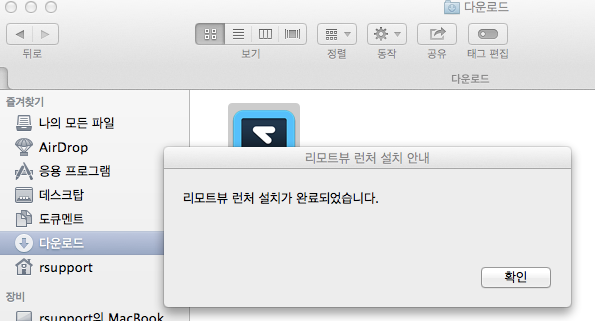 다운로드
뒤로
보기
정렬
동작
공유
태그 편집
다운로드
즐겨찾기
나의 모든 파일
AirDrop
응용 프로그램
데스크탑
도큐멘트
다운로드
rsupport
장비
rsupport의 MacBook
리모트뷰 런처 설치 안내
리모트뷰 런처 설치가 완료되었습니다.
확인